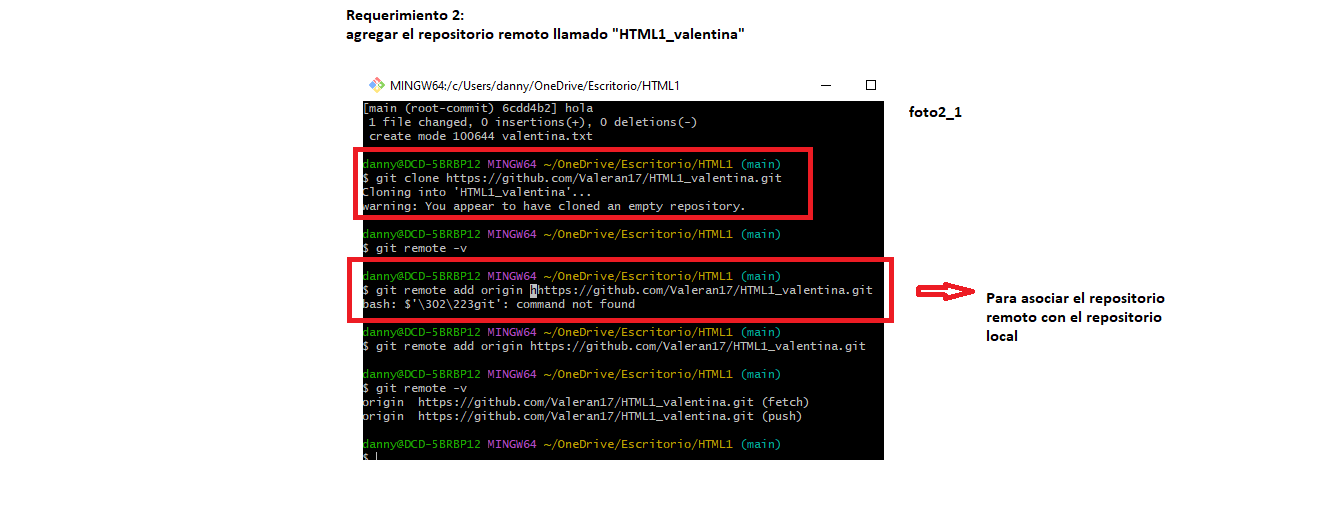 Requerimiento 2:
agregar el repositorio remoto llamado "HTML1_valentina"
MINGW64:/c/Users/danny/OneDrive/Escritorio/HTML1
[main (root-commit) 6cdd4b2] hola
1 file changed, 0 insertions(+), 0 deletions(-)
create mode 100644 valentina.txt
foto2_1
danny@DCD-5BRBP12 MINGW64 ~/OneDrive/Escritorio/HTML1 (main)
$ git clone https://github.com/Valeran17/HTML1_valentina.git
Cloning into 'HTML1_valentina'...
warning: You appear to have cloned an empty repository.
danny@DCD-5BRBP12 MINGW64 ~/OneDrive/Escritorio/HTML1 (main)
$ git remote -v
danny@DCD-5BRBP12 MINGW64 ~/OneDrive/Escritorio/HTML1 (main)
$ git remote add origin hhttps://github.com/Valeran17/HTML1_valentina.git
bash: $'\302\223git': command not found
Para asociar el repositorio
remoto con el repositorio
local
danny@DCD-5BRBP12 MINGW64 ~/OneDrive/Escritorio/HTML1 (main)
$ git remote add origin https://github.com/Valeran17/HTML1_valentina.git
danny@DCD-5BRBP12 MINGW64 ~/OneDrive/Escritorio/HTML1 (main)
$ git remote -v
origin  https://github.com/Valeran17/HTML1_valentina.git (fetch)
origin  https://github.com/Valeran17/HTML1_valentina.git (push)
danny@DCD-5BRBP12 MINGW64 ~/OneDrive/Escritorio/HTML1 (main)
$